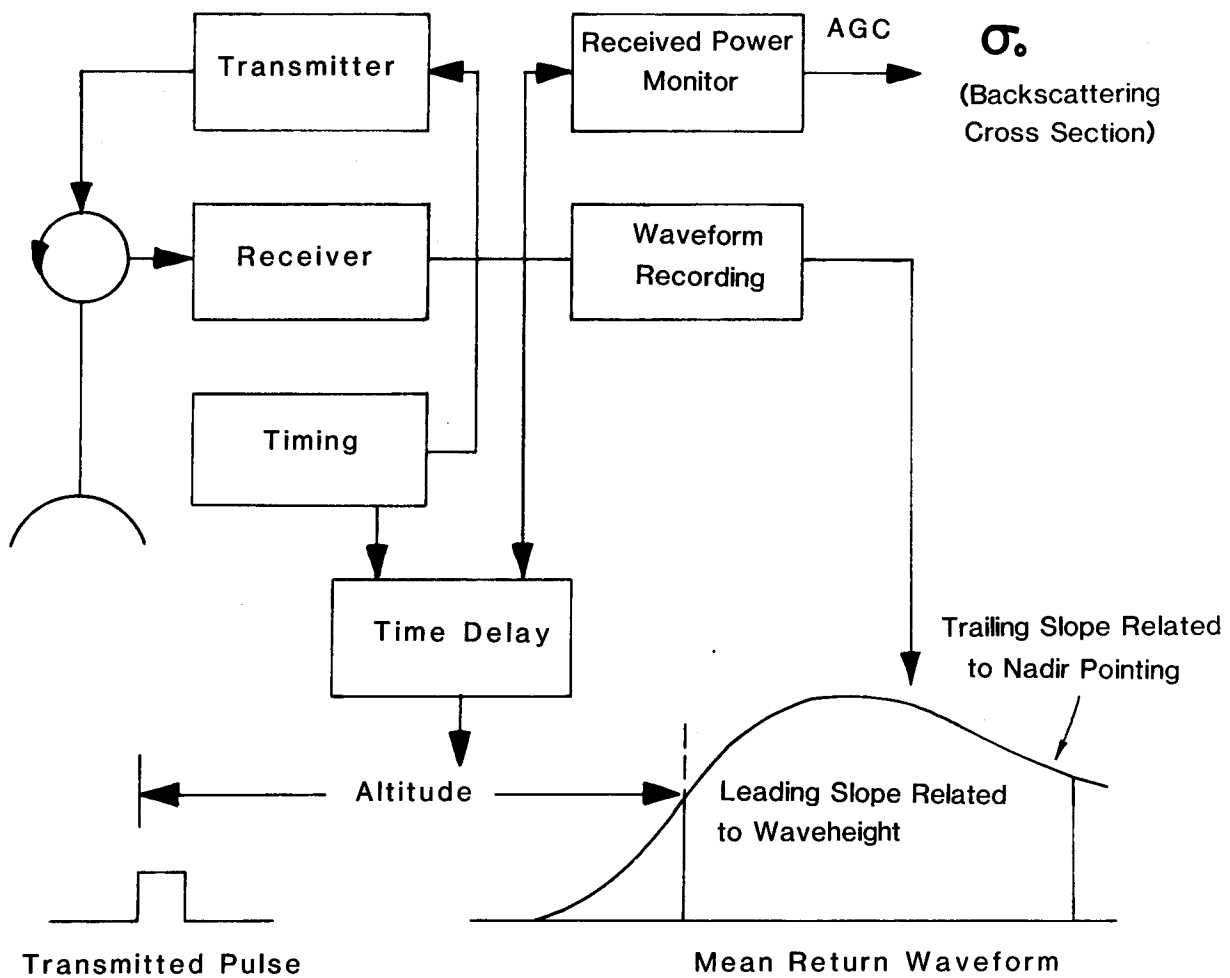 Transmitter
Received Power
Monitor
AGC
σ₀
(Backscattering
Cross Section)
Receiver
Waveform
Recording
Timing
Time Delay
Trailing Slope Related
to Nadir Pointing
Altitude
Leading Slope Related
to Waveheight
Transmitted Pulse
Mean Return Waveform